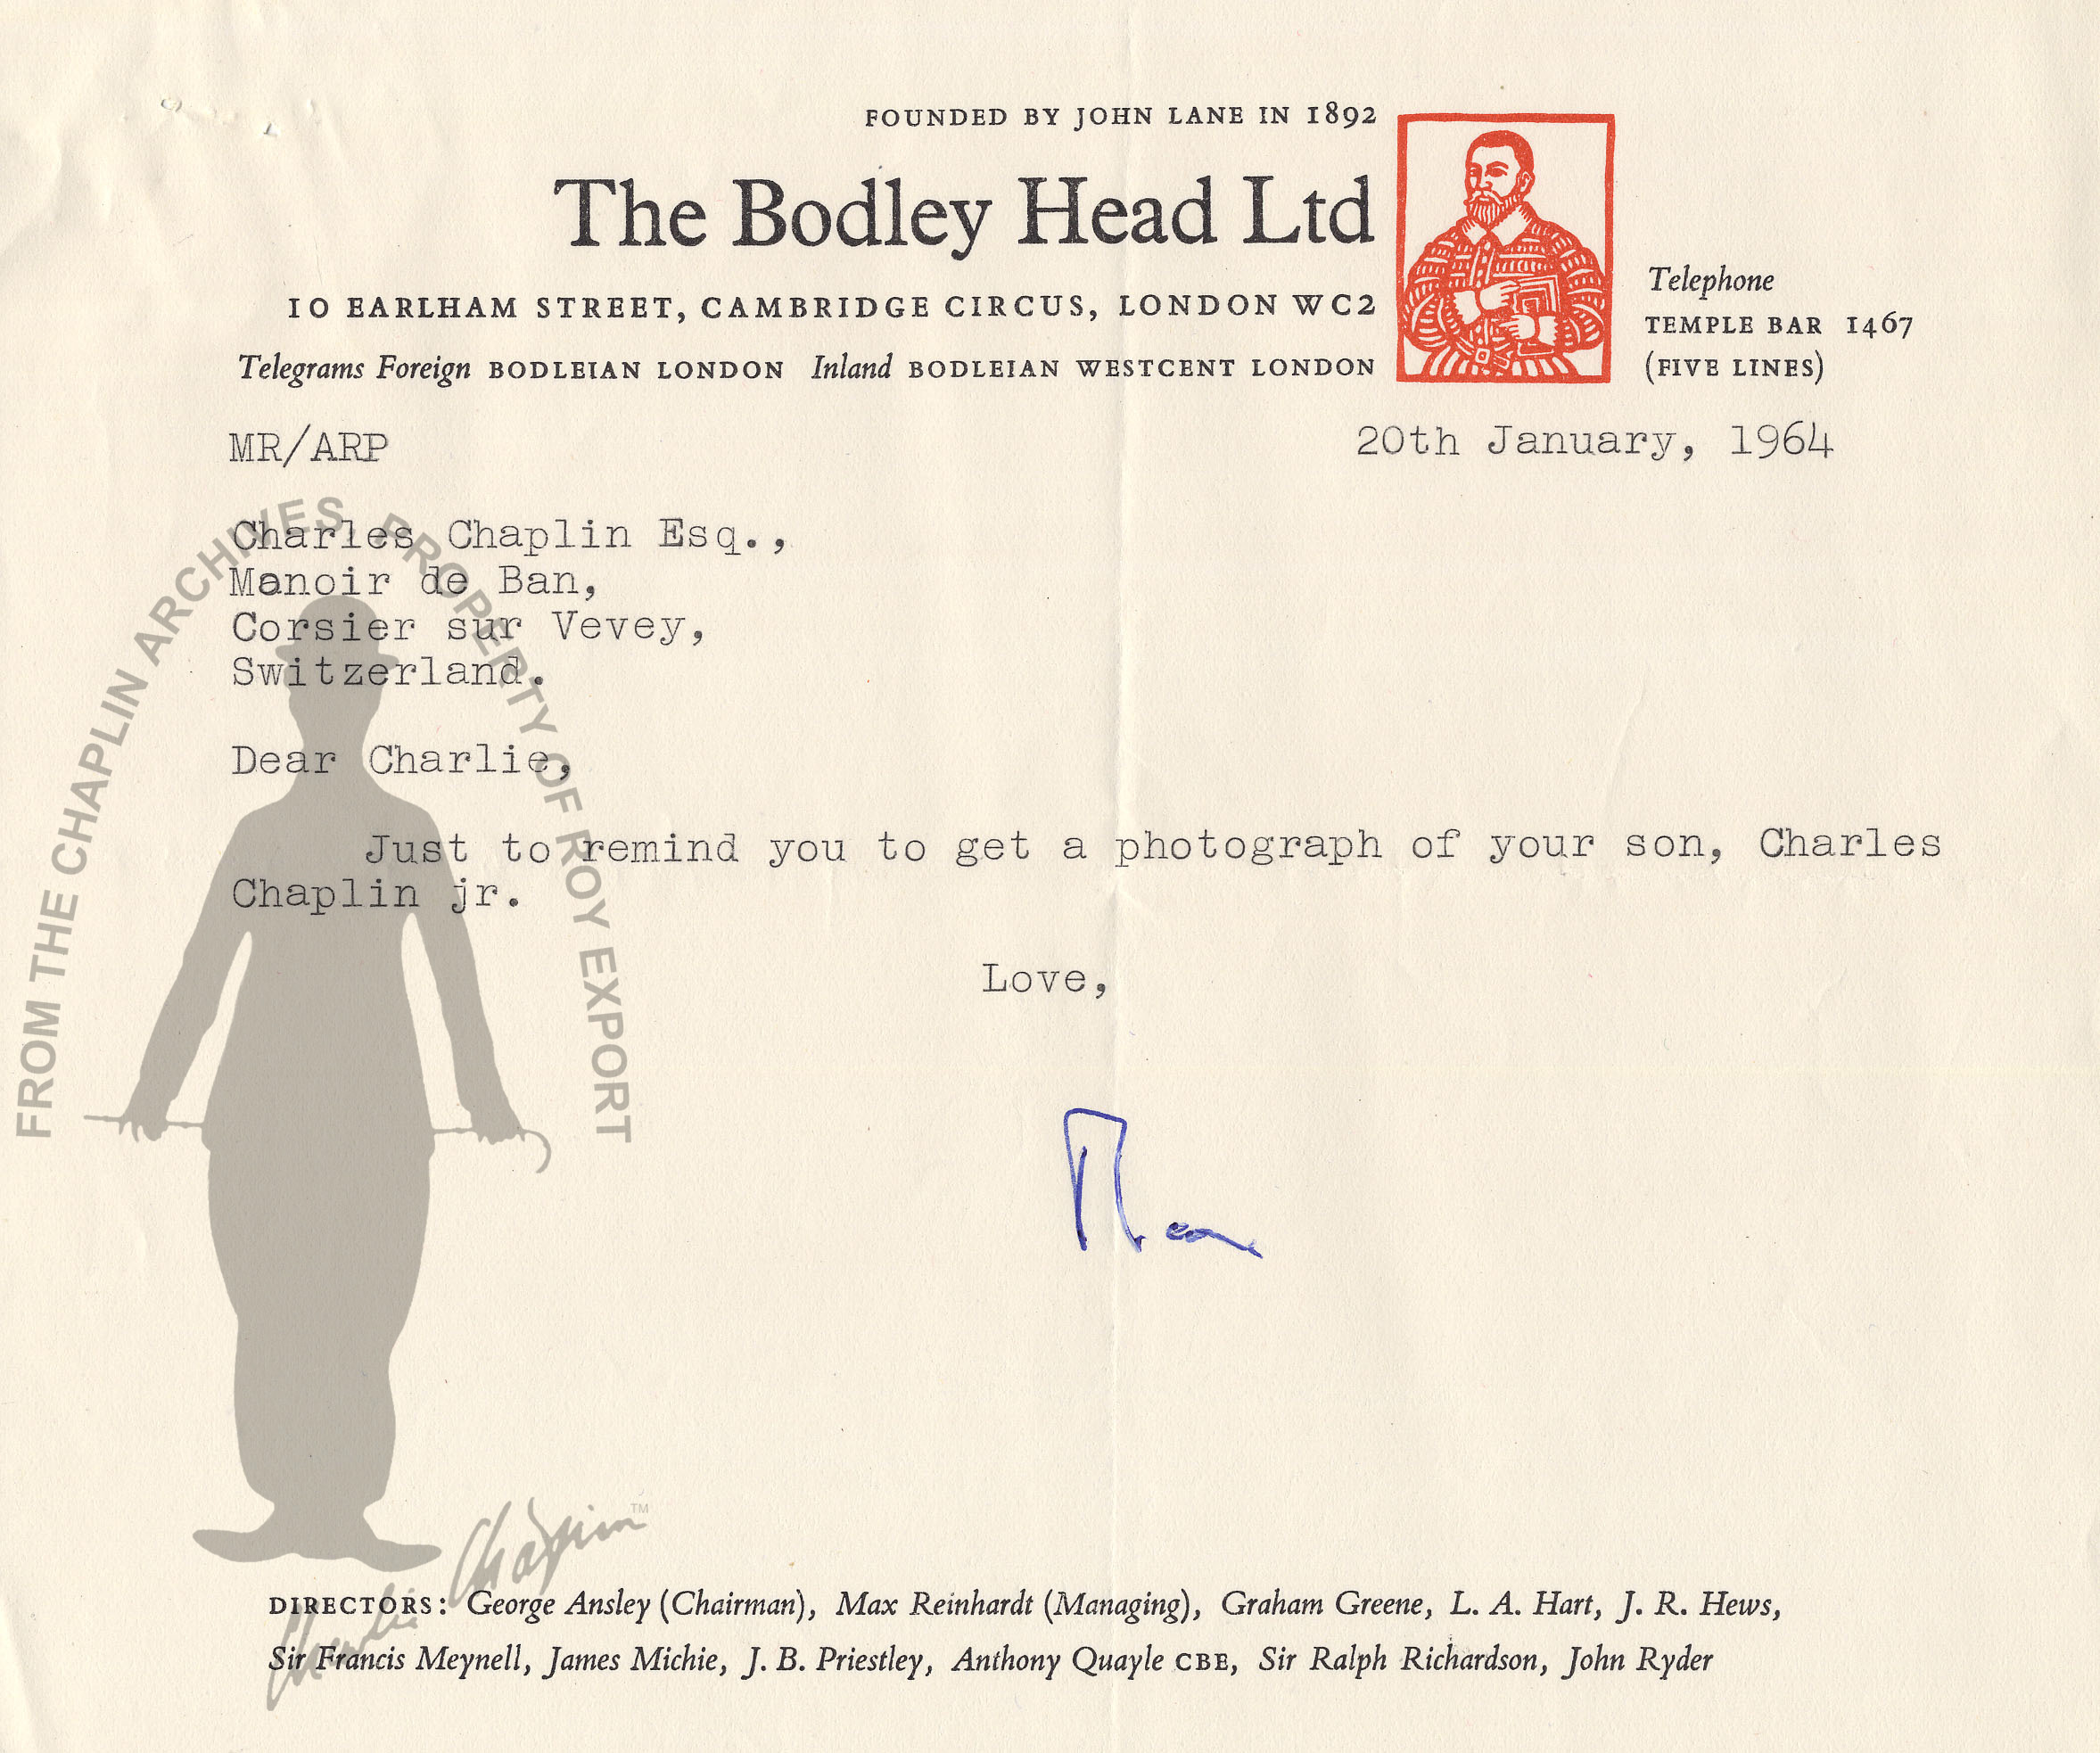 FOUNDED BY JOHN LANE IN 1892
The Bodley Head Ltd
10 EARLHAM STREET, CAMBRIDGE CIRCUS, LONDON WC2
Telegrams Foreign BODLEIAN LONDON Inland BODLEIAN WESTCENT LONDON
Telephone
TEMPLE BAR 1467
(FIVE LINES)
MR/ARP
20th January, 1964
Charles Chaplin Esq.,
Manoir de Ban,
Corsier sur Vevey,
Switzerland.
Dear Charlie,
Just to remind you to get a photograph of your son, Charles
Chaplin jr.
Love,
FROM THE CHAPLIN ARCHIVES, PROPERTY OF ROY EXPORT
Charlie Chaplin™
DIRECTORS: George Ansley (Chairman), Max Reinhardt (Managing), Graham Greene, L. A. Hart, J. R. Hews,
Sir Francis Meynell, James Michie, J. B. Priestley, Anthony Quayle CBE, Sir Ralph Richardson, John Ryder